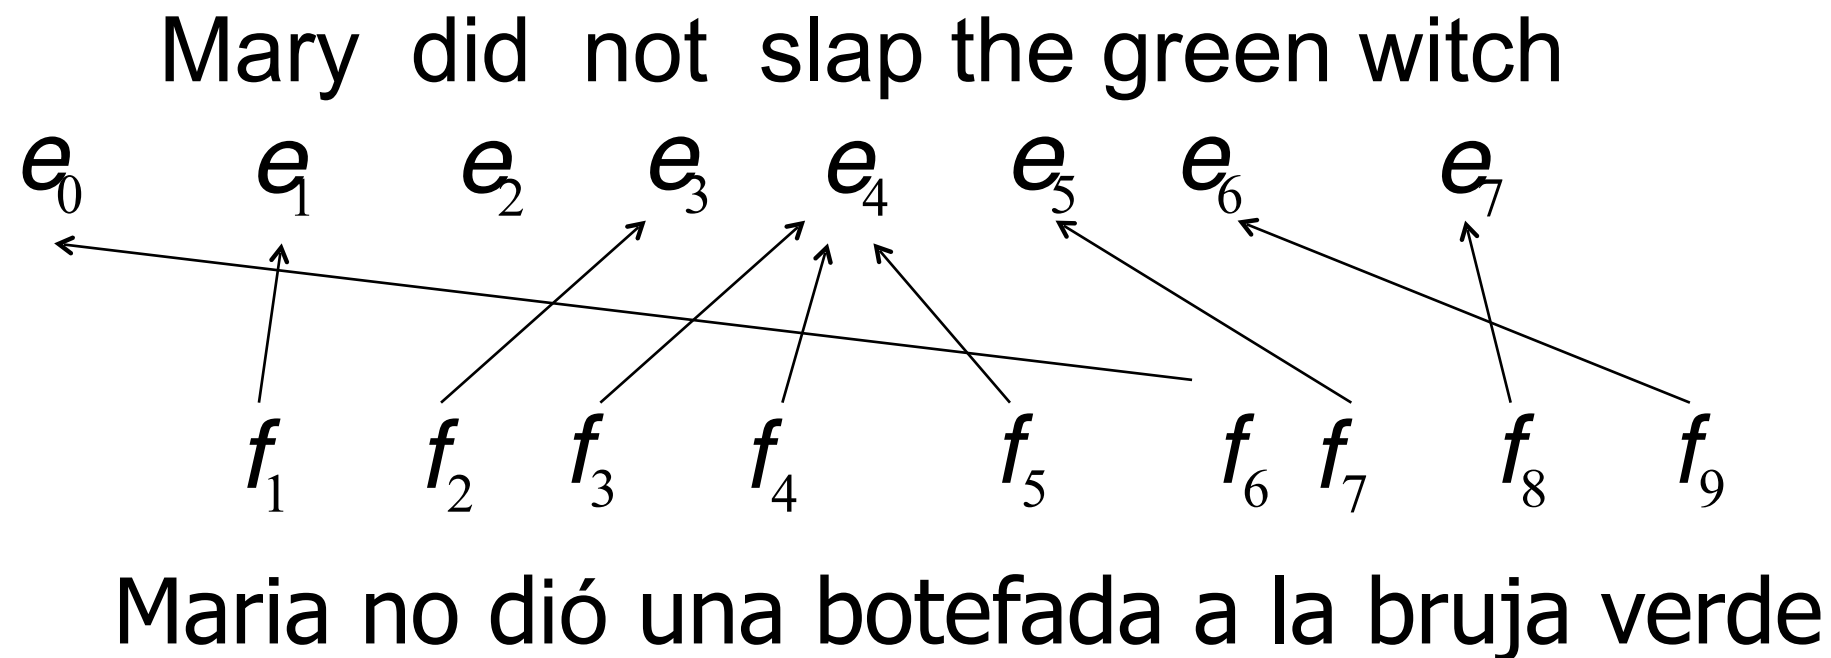 Mary did not slap the green witch
e0 e1 e2 e3 e4 e5 e6 e7
f1 f2 f3 f4 f5 f6 f7 f8 f9
Maria no dió una botefada a la bruja verde